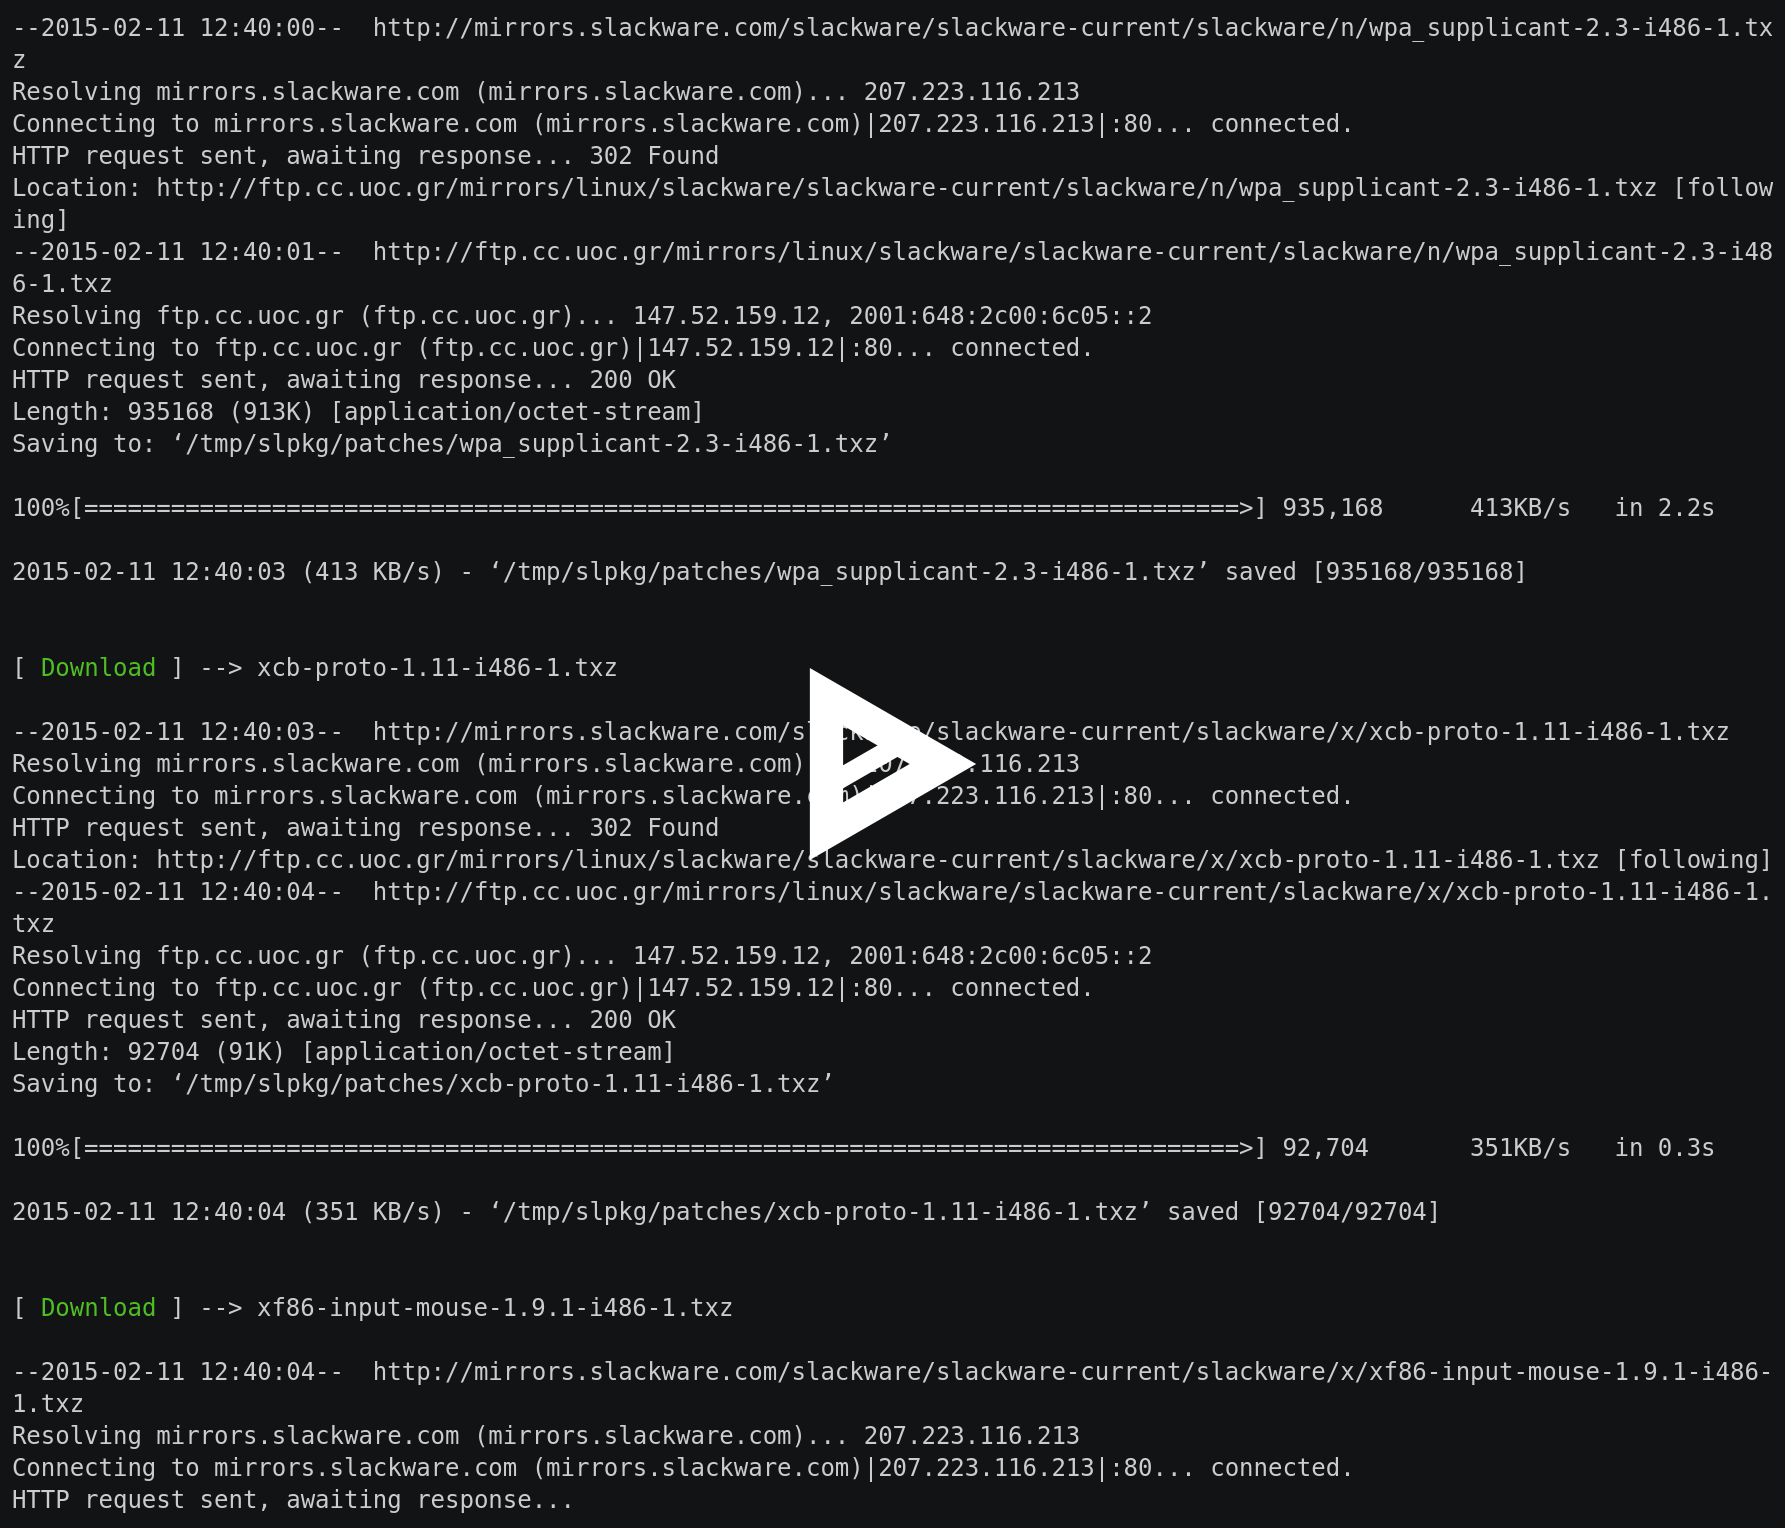 --2015-02-11 12:40:00--  http://mirrors.slackware.com/slackware/slackware-current/slackware/n/wpa_supplicant-2.3-i486-1.tx
z
Resolving mirrors.slackware.com (mirrors.slackware.com)... 207.223.116.213
Connecting to mirrors.slackware.com (mirrors.slackware.com)|207.223.116.213|:80... connected.
HTTP request sent, awaiting response... 302 Found
Location: http://ftp.cc.uoc.gr/mirrors/linux/slackware/slackware-current/slackware/n/wpa_supplicant-2.3-i486-1.txz [follow
ing]
--2015-02-11 12:40:01--  http://ftp.cc.uoc.gr/mirrors/linux/slackware/slackware-current/slackware/n/wpa_supplicant-2.3-i48
6-1.txz
Resolving ftp.cc.uoc.gr (ftp.cc.uoc.gr)... 147.52.159.12, 2001:648:2c00:6c05::2
Connecting to ftp.cc.uoc.gr (ftp.cc.uoc.gr)|147.52.159.12|:80... connected.
HTTP request sent, awaiting response... 200 OK
Length: 935168 (913K) [application/octet-stream]
Saving to: ‘/tmp/slpkg/patches/wpa_supplicant-2.3-i486-1.txz’
100%[================================================================================>] 935,168      413KB/s   in 2.2s
2015-02-11 12:40:03 (413 KB/s) - ‘/tmp/slpkg/patches/wpa_supplicant-2.3-i486-1.txz’ saved [935168/935168]
[ Download ] --> xcb-proto-1.11-i486-1.txz
--2015-02-11 12:40:03--  http://mirrors.slackware.com/slackware/slackware-current/slackware/x/xcb-proto-1.11-i486-1.txz
Resolving mirrors.slackware.com (mirrors.slackware.com) .116.213
Connecting to mirrors.slackware.com (mirrors.slackware.com)|207.223.116.213|:80... connected.
HTTP request sent, awaiting response... 302 Found
Location: http://ftp.cc.uoc.gr/mirrors/linux/slackware/slackware-current/slackware/x/xcb-proto-1.11-i486-1.txz [following]
--2015-02-11 12:40:04--  http://ftp.cc.uoc.gr/mirrors/linux/slackware/slackware-current/slackware/x/xcb-proto-1.11-i486-1.
txz
Resolving ftp.cc.uoc.gr (ftp.cc.uoc.gr)... 147.52.159.12, 2001:648:2c00:6c05::2
Connecting to ftp.cc.uoc.gr (ftp.cc.uoc.gr)|147.52.159.12|:80... connected.
HTTP request sent, awaiting response... 200 OK
Length: 92704 (91K) [application/octet-stream]
Saving to: ‘/tmp/slpkg/patches/xcb-proto-1.11-i486-1.txz’
100%[================================================================================>] 92,704       351KB/s   in 0.3s
2015-02-11 12:40:04 (351 KB/s) - ‘/tmp/slpkg/patches/xcb-proto-1.11-i486-1.txz’ saved [92704/92704]
[ Download ] --> xf86-input-mouse-1.9.1-i486-1.txz
--2015-02-11 12:40:04--  http://mirrors.slackware.com/slackware/slackware-current/slackware/x/xf86-input-mouse-1.9.1-i486-
1.txz
Resolving mirrors.slackware.com (mirrors.slackware.com)... 207.223.116.213
Connecting to mirrors.slackware.com (mirrors.slackware.com)|207.223.116.213|:80... connected.
HTTP request sent, awaiting response...